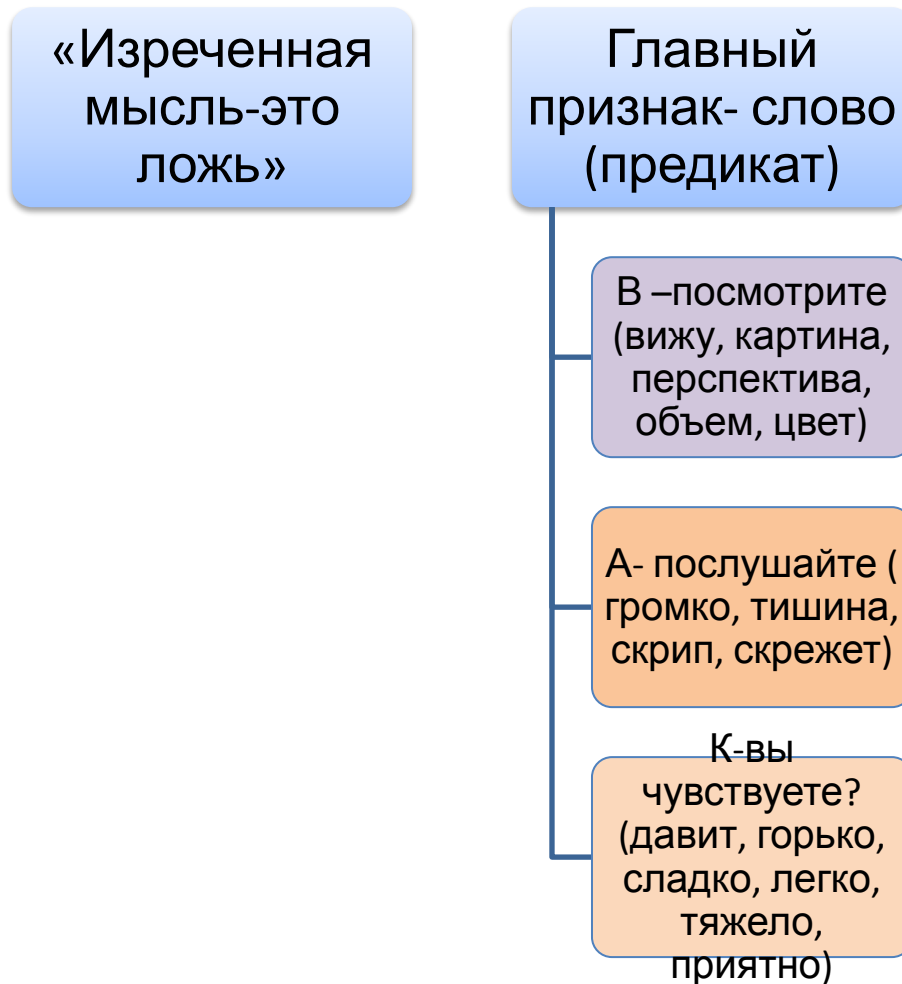 «Изреченная
мысль-это
ложь»
Главный
признак- слово
(предикат)
В –посмотрите
(вижу, картина,
перспектива,
объем, цвет)
А- послушайте (
громко, тишина,
скрип, скрежет)
К-вы
чувствуете?
(давит, горько,
сладко, легко,
тяжело,
приятно)